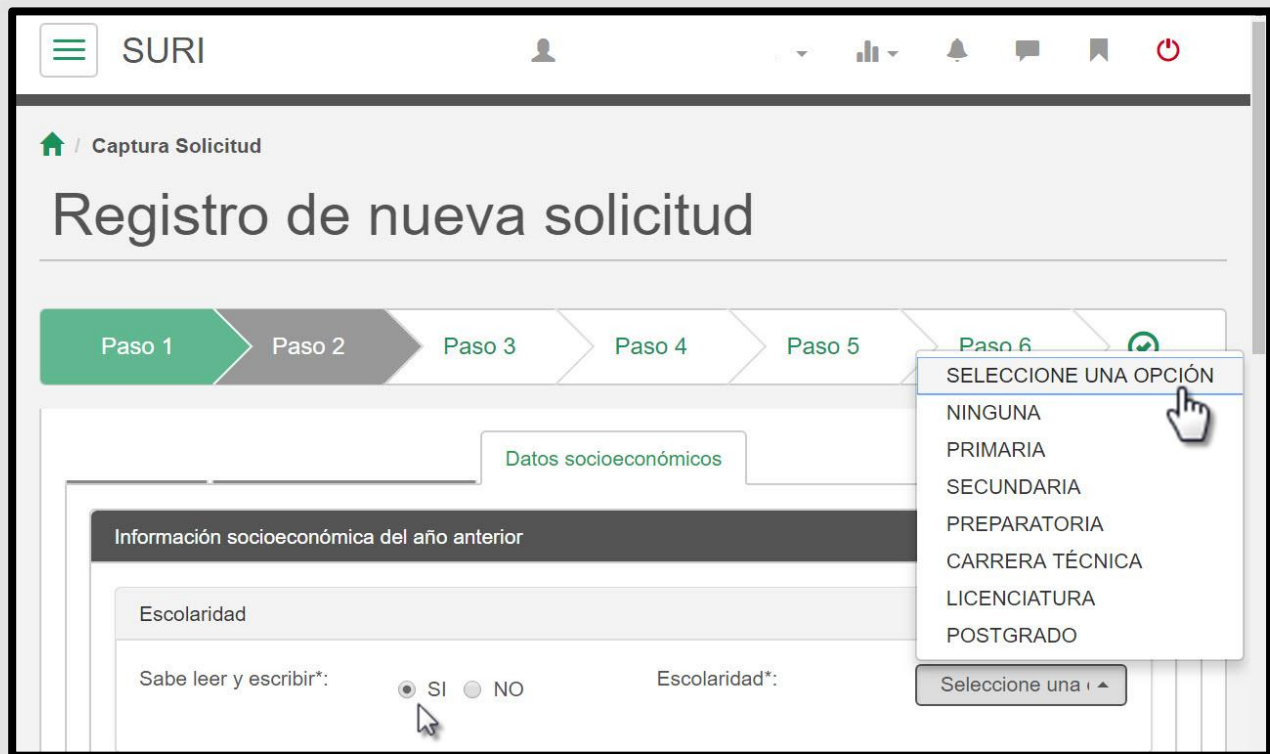 SURI
/ Captura Solicitud
Registro de nueva solicitud
Paso 1 Paso 2 Paso 3 Paso 4 Paso 5 Paso 6
SELECCIONE UNA OPCIÓN
NINGUNA
PRIMARIA
SECUNDARIA
PREPARATORIA
CARRERA TÉCNICA
LICENCIATURA
POSTGRADO
Datos socioeconómicos
Información socioeconómica del año anterior
Escolaridad
Sabe leer y escribir*: SI NO Escolaridad*: Seleccione una